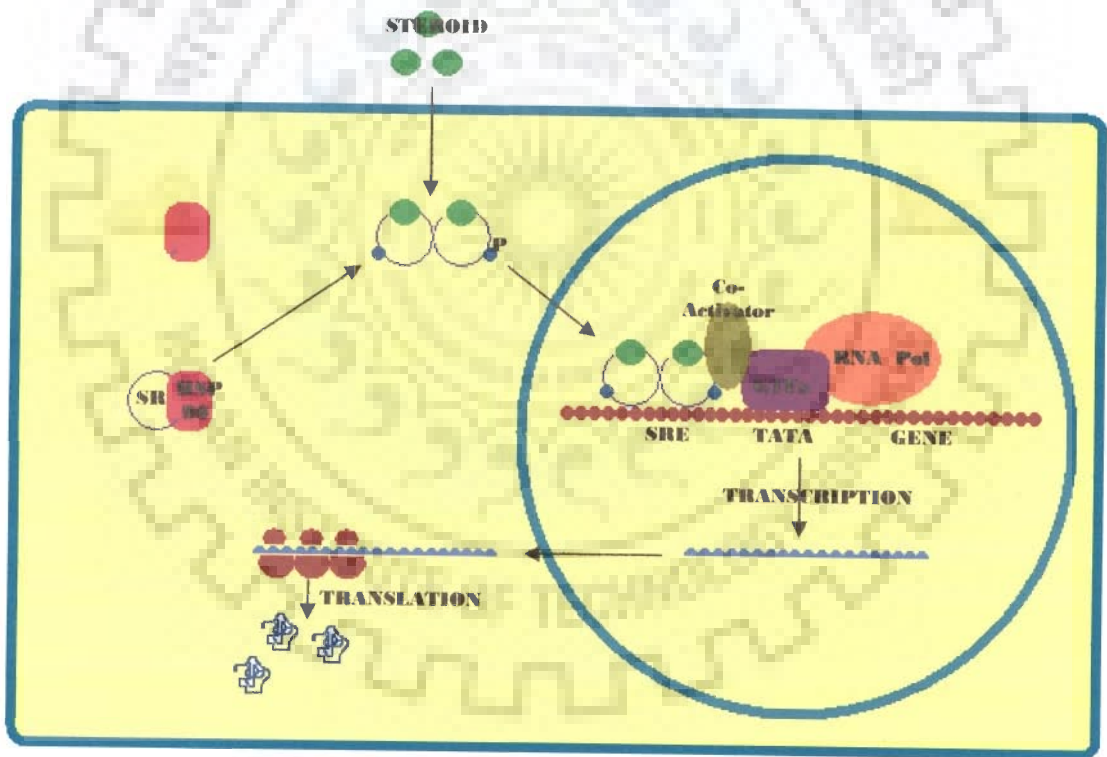 STEROID
P
Co-
Activator
RNA Pol
SR HSP
90
SRE TATA GENE
TRANSCRIPTION
TRANSLATION